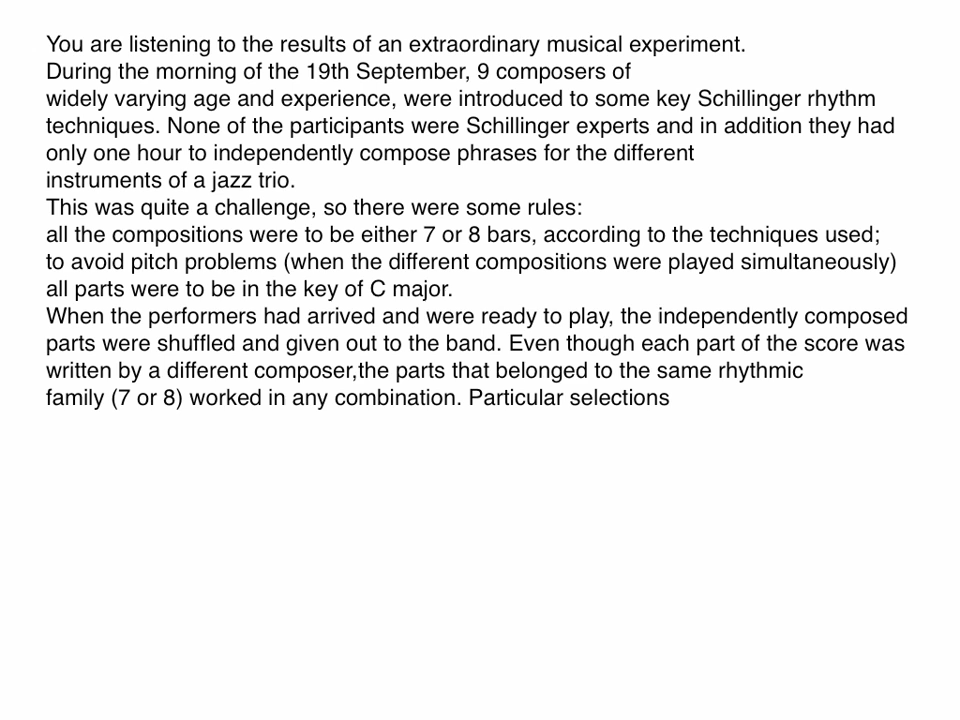 You are listening to the results of an extraordinary musical experiment.
During the morning of the 19th September, 9 composers of
widely varying age and experience, were introduced to some key Schillinger rhythm
techniques. None of the participants were Schillinger experts and in addition they had
only one hour to independently compose phrases for the different
instruments of a jazz trio.
This was quite a challenge, so there were some rules:
all the compositions were to be either 7 or 8 bars, according to the techniques used;
to avoid pitch problems (when the different compositions were played simultaneously)
all parts were to be in the key of C major.
When the performers had arrived and were ready to play, the independently composed
parts were shuffled and given out to the band. Even though each part of the score was
written by a different composer,the parts that belonged to the same rhythmic
family (7 or 8) worked in any combination. Particular selections